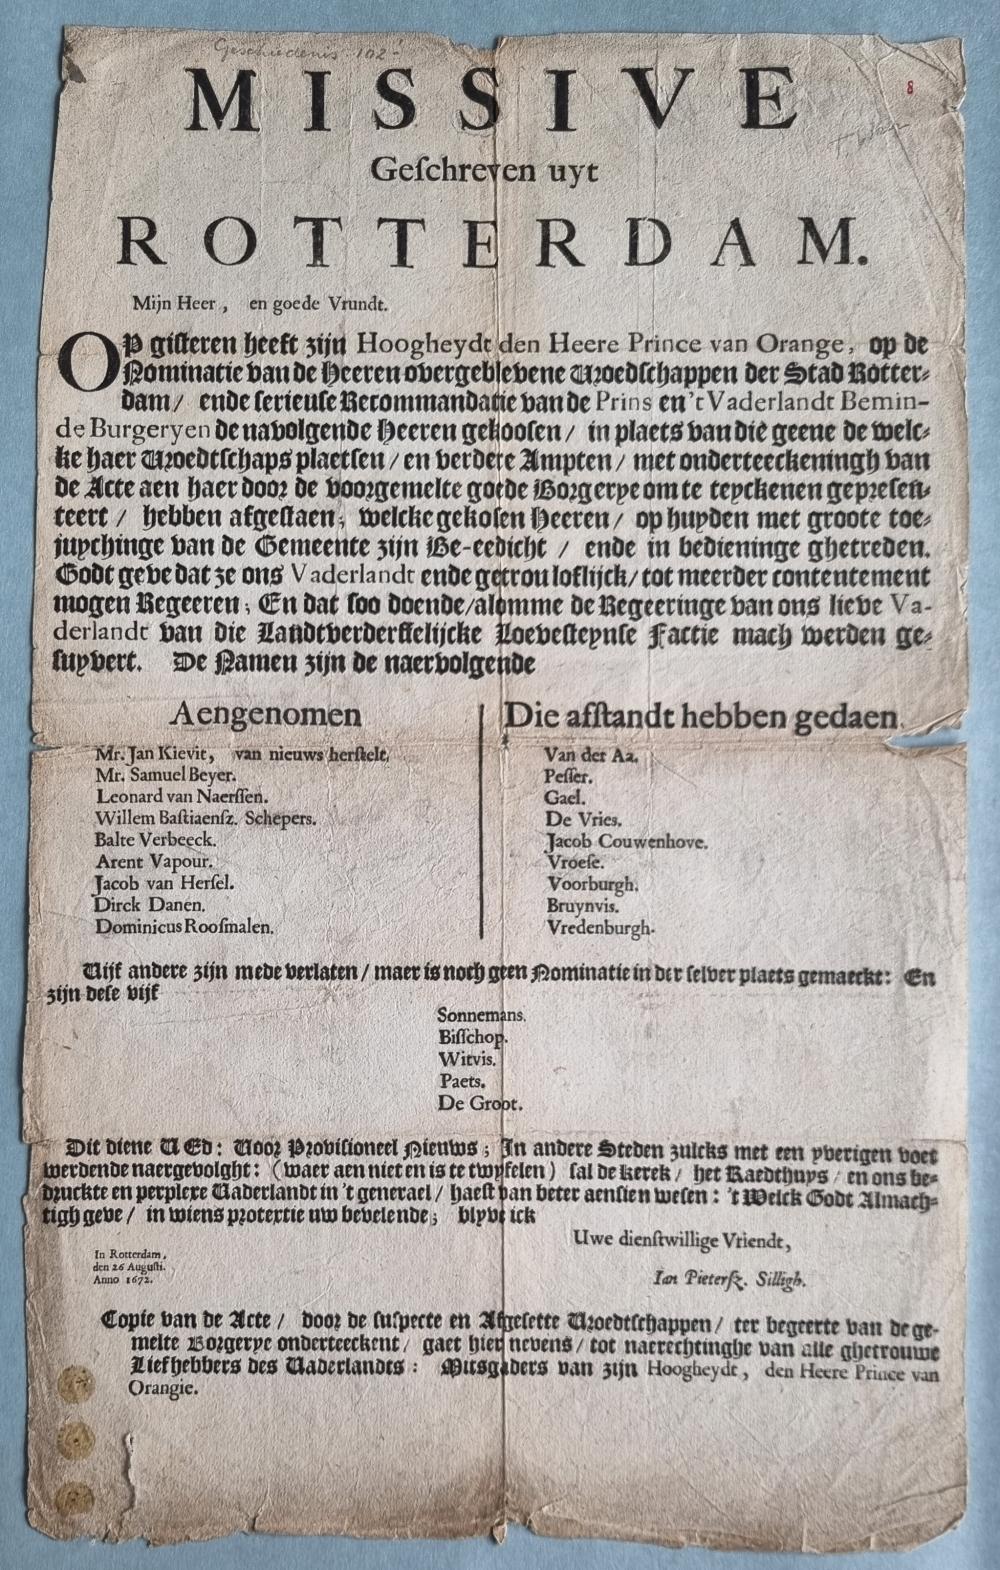 Geschiedenis 102
MISSIVE
8
Geſchreven uyt
ROTTERDAM.
Mijn Heer, en goede Vrundt.
OP giſteren heeft zijn Hoogheydt den Heere Prince van Orange, op de
Nominatie van de Heeren overgeblevene Vroedſchappen der Stad Rotter-
dam / ende ſerieuſe Recommandatie van de Prins en 't Vaderlandt Bemin-
de Burgeryen de navolgende Heeren gekooſen / in plaets van die geene de welc-
ke haer Vroedtſchaps plaetſen / en verdere Ampten / met onderteeckeningh van
de Acte aen haer door de voorgemelte goede Borgerye om te teyckenen gepreſen-
teert / hebben afgeſtaen; welcke gekoſen Heeren / op huyden met groote toe-
juychinge van de Gemeente zijn Be-eedicht / ende in bedieninge ghetreden.
Godt geve dat ze ons Vaderlandt ende getrou loflijck / tot meerder contentement
mogen Regeeren; En dat ſoo doende / alomme de Regeeringe van ons lieve Va-
derlandt van die Landtverderffelijcke Loeveſteynſe Factie mach werden ge-
ſuyvert. De Namen zijn de naervolgende
Aengenomen
Mr. Jan Kievit, van nieuws herſtelt,
Mr. Samuel Beyer.
Leonard van Naerſſen.
Willem Baſtiaenſz. Schepers.
Balte Verbeeck.
Arent Vapour.
Jacob van Herſel.
Dirck Danen.
Dominicus Rooſmalen.
Die afſtandt hebben gedaen.
Van der Aa.
Peſſer.
Gael.
De Vries.
Jacob Couwenhove.
Vroeſe.
Voorburgh.
Bruynvis.
Vredenburgh.
Vijf andere zijn mede verlaten / maer is noch geen Nominatie in der ſelver plaets gemaeckt: En
zijn deſe vijf
Sonnemans.
Biſſchop.
Witvis.
Paets.
De Groot.
Dit diene U Ed: Voor Proviſioneel Nieuws; In andere Steden zulcks met een yverigen voet
werdende naergevolght: (waer aen niet en is te twyfelen) ſal de kerck / het Raedthuys / en ons be-
druckte en perplexe Vaderlandt in 't generael / haeſt van beter aenſien weſen: 't Welck Godt Almach-
tigh geve / in wiens protectie uw bevelende; blyve ick
Uwe dienſtwillige Vriendt,
In Rotterdam,
den 26 Auguſti.
Anno 1672.
Ian Pieterſz. Silligh.
Copie van de Acte / door de ſuſpecte en Afgeſette Vroedtſchappen / ter begeerte van de ge-
melte Borgerye onderteeckent / gaet hier nevens / tot naerechtinghe van alle ghetrouwe
Liefhebbers des Vaderlandts: Mitsgaders van zijn Hoogheydt, den Heere Prince van
Orangie.